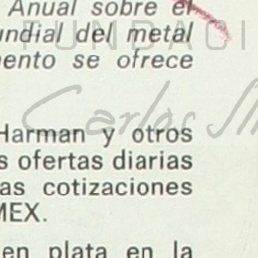 Anual sobre el
undial del metal
ento se ofrece
Harman y otros
s ofertas diarias
as cotizaciones
MEX.
en plata en la
FUNDACI
Carlos